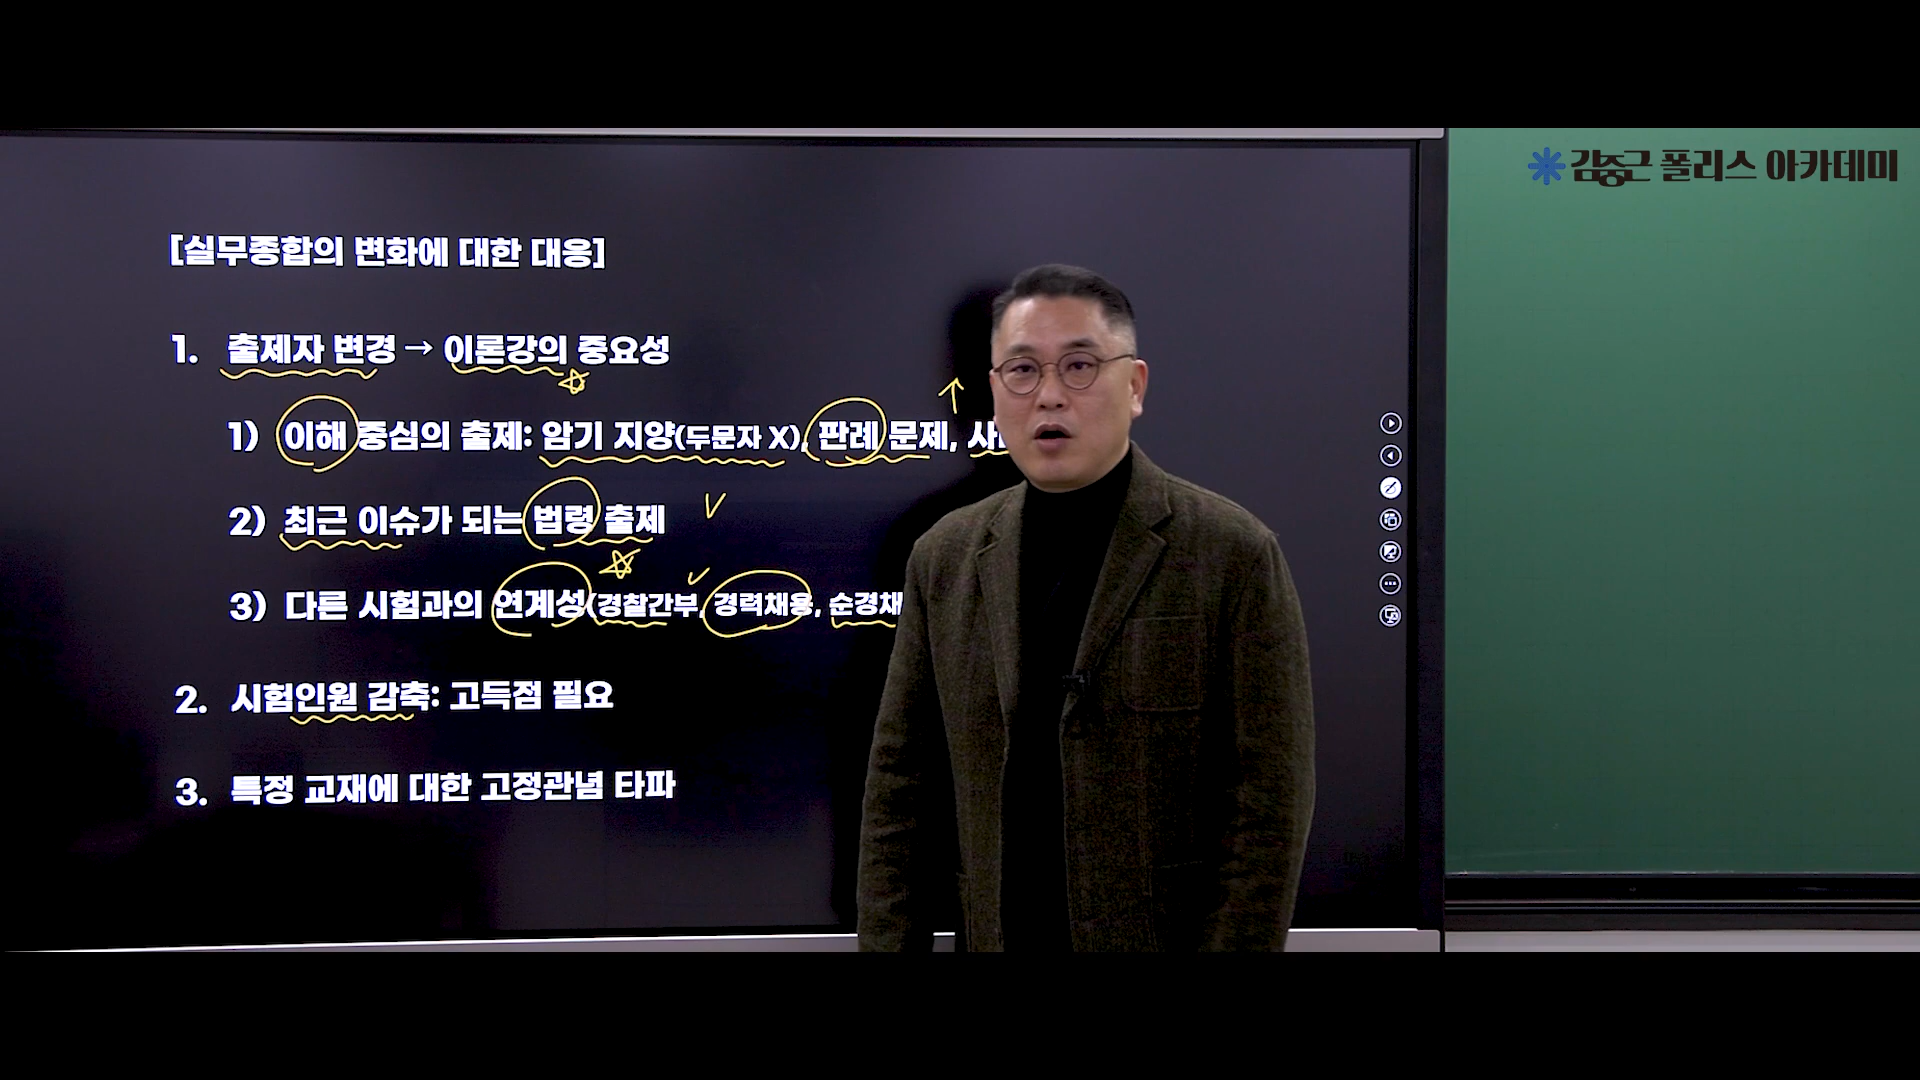 김중근 폴리스 아카데미
[실무종합의 변화에 대한 대응]
1. 출제자 변경 → 이론강의 중요성
1) 이해 중심의 출제: 암기 지양(두문자 X), 판례 문제,
2) 최근 이슈가 되는 법령 출제
3) 다른 시험과의 연계성(경찰간부, 경력채용, 순경채
2. 시험인원 감축: 고득점 필요
3. 특정 교재에 대한 고정관념 타파